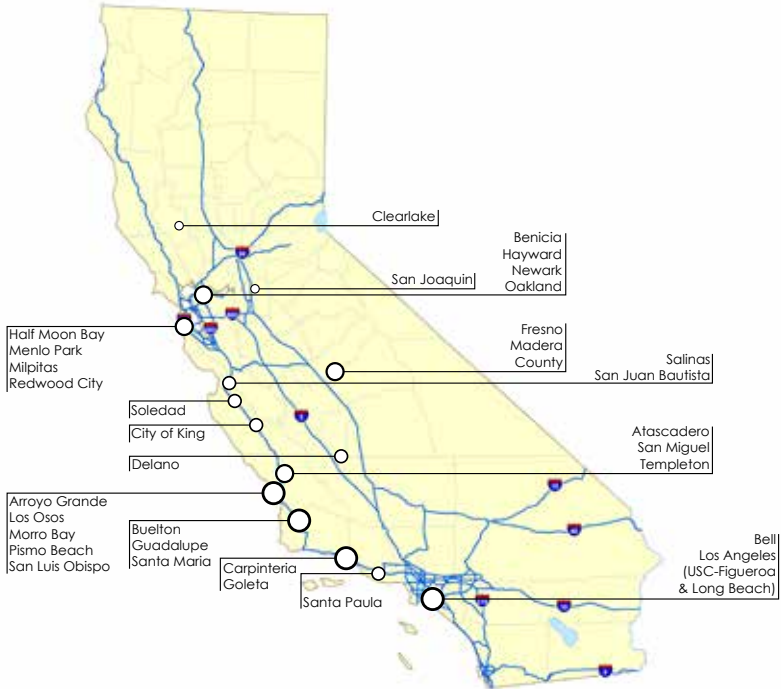 Clearlake
Benicia
Hayward
Newark
Oakland
San Joaquin
Half Moon Bay
Menlo Park
Milpitas
Redwood City
Fresno
Madera
County
Salinas
San Juan Bautista
Soledad
City of King
Delano
Atascadero
San Miguel
Templeton
Arroyo Grande
Los Osos
Morro Bay
Pismo Beach
San Luis Obispo
Buelton
Guadalupe
Santa Maria
Carpinteria
Goleta
Santa Paula
Bell
Los Angeles
(USC-Figueroa
& Long Beach)